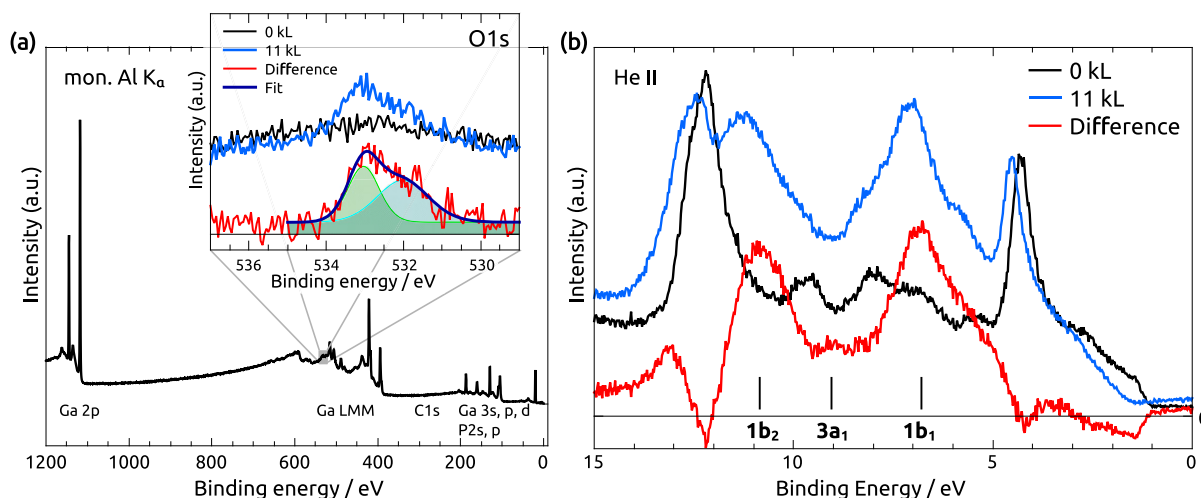 (a)
mon. Al Kα
Intensity (a.u.)
Ga 2p
Ga LMM
C1s
Ga 3s, p, d
P2s, p
1200
1000
800
600
400
200
0
Binding energy / eV
O1s
0 kL
11 kL
Difference
Fit
Intensity (a.u.)
536
534
532
530
Binding energy / eV
(b)
He II
0 kL
11 kL
Difference
Intensity (a.u.)
1b₂
3a₁
1b₁
0
15
10
5
0
Binding Energy / eV